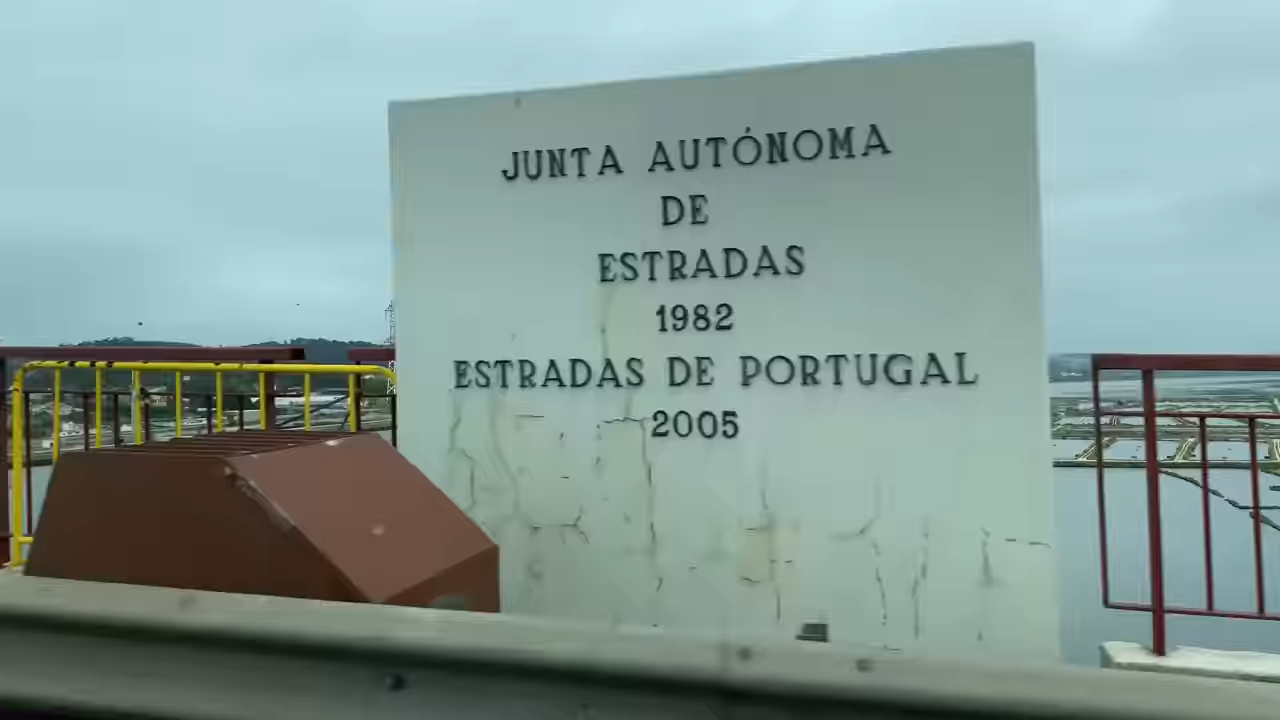 JUNTA AUTÓNOMA
DE
ESTRADAS
1982
ESTRADAS DE PORTUGAL
2005